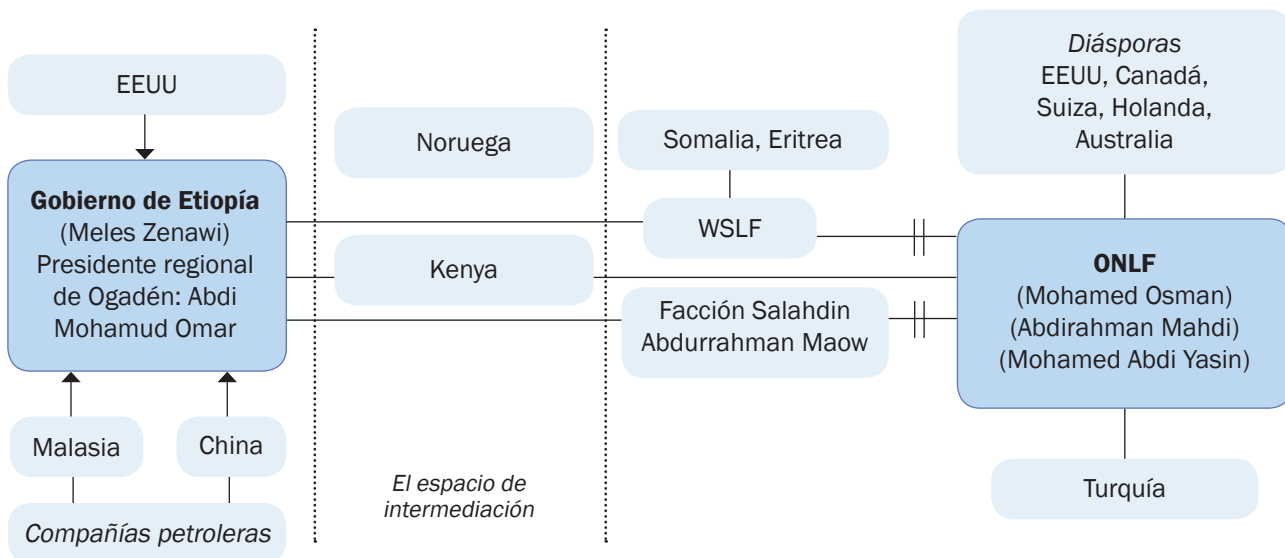 EEUU
Gobierno de Etiopía
(Meles Zenawi)
Presidente regional
de Ogadén: Abdi
Mohamud Omar
Malasia
China
Compañías petroleras
Noruega
Kenya
El espacio de
intermediación
Somalia, Eritrea
WSLF
Facción Salahdin
Abdurrahman Maow
Diásporas
EEUU, Canadá,
Suiza, Holanda,
Australia
ONLF
(Mohamed Osman)
(Abdirahman Mahdi)
(Mohamed Abdi Yasin)
Turquía